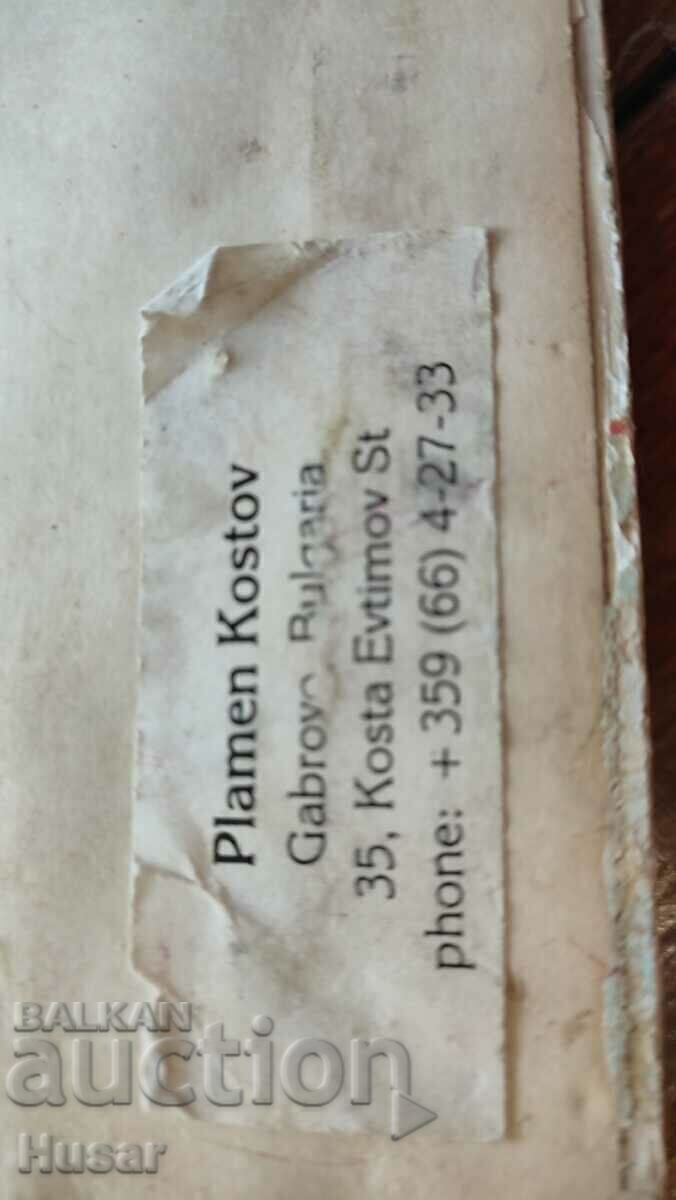 Plamen Kostov
Gabrovo, Bulgaria
35, Kosta Evtimov St
phone: + 359 (66) 4-27-33
BALKAN
auction
Husar